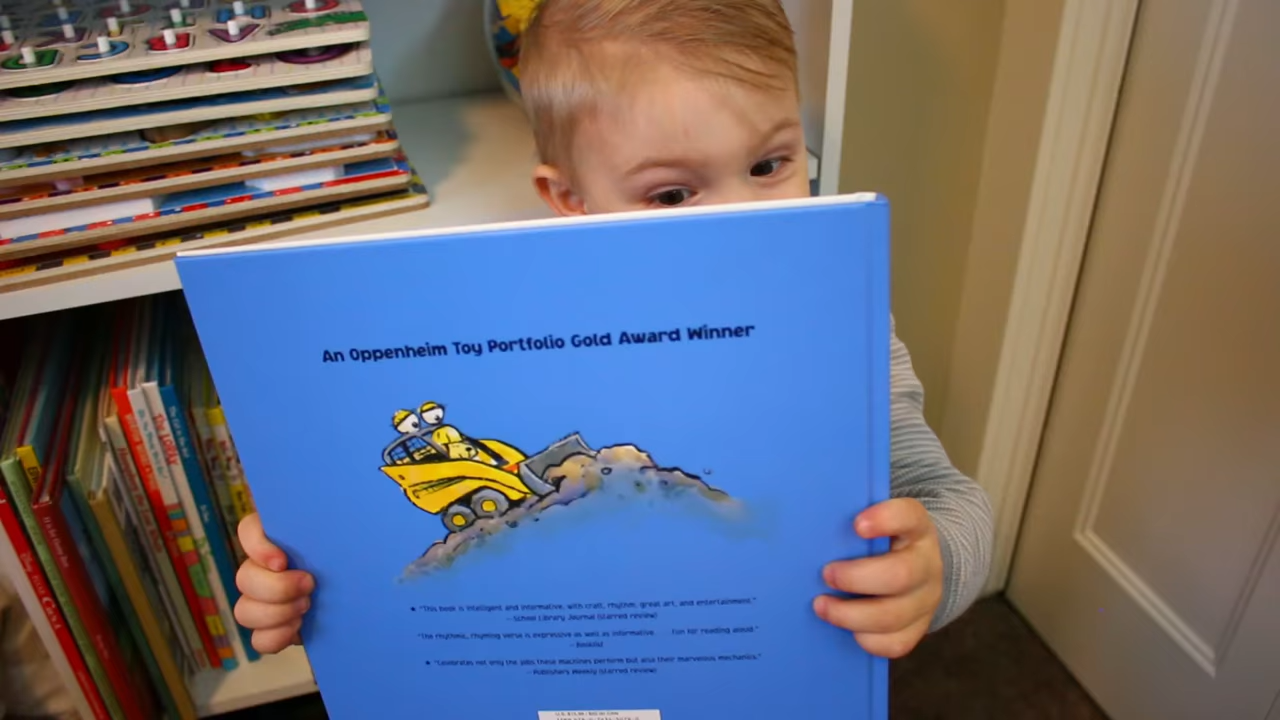 An Oppenheim Toy Portfolio Gold Award Winner
★ "This book is intelligent and informative, with craft, rhythm, great art, and entertainment."
– School Library Journal (starred review)
"The rhythmic, rhyming verse is expressive as well as informative. . . . Fun for reading aloud."
– Booklist
★ "Celebrates not only the jobs these machines perform but also their marvelous mechanics."
– Publishers Weekly (starred review)
The LORAX